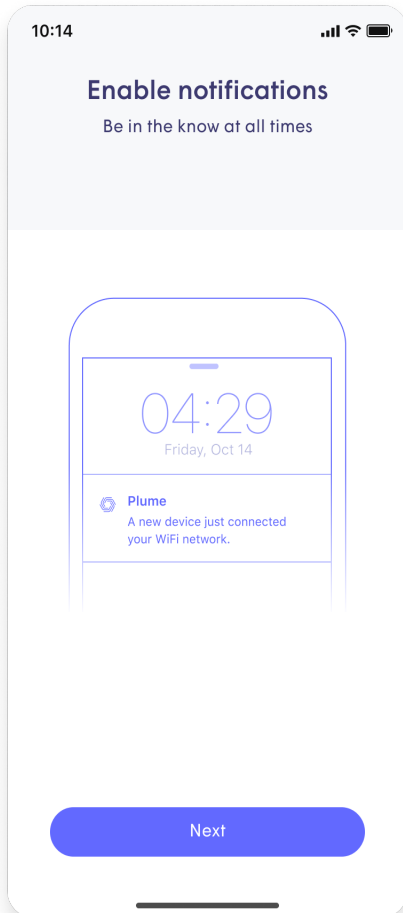 10:14
Enable notifications
Be in the know at all times
04:29
Friday, Oct 14
Plume
A new device just connected
your WiFi network.
Next